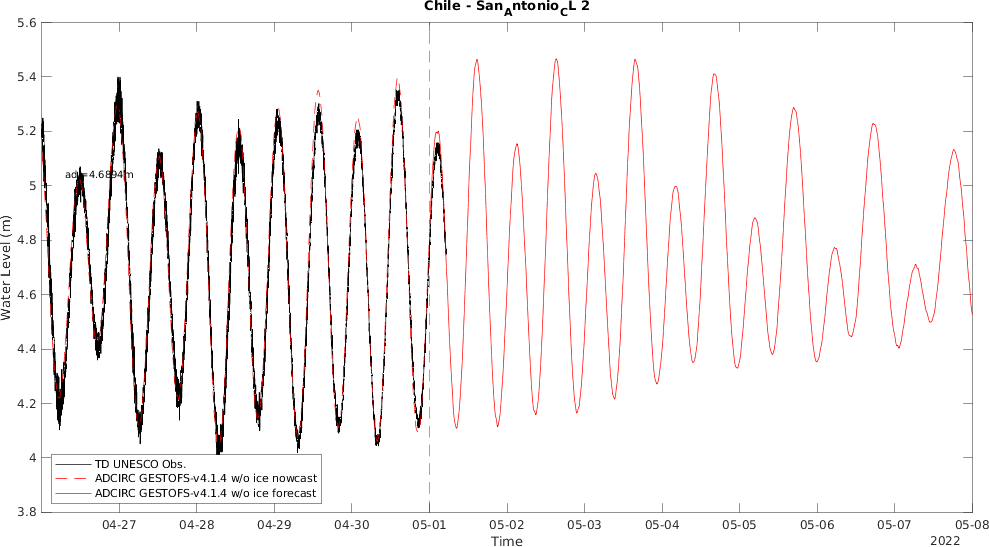 Chile - San_Antonio_CL 2
5.6
5.4
5.2
5
4.8
4.6
4.4
4.2
4
3.8
Water Level (m)
adj=4.6894m
TD UNESCO Obs.
ADCIRC GESTOFS-v4.1.4 w/o ice nowcast
ADCIRC GESTOFS-v4.1.4 w/o ice forecast
04-27 04-28 04-29 04-30 05-01 05-02 05-03 05-04 05-05 05-06 05-07 05-08
Time
2022